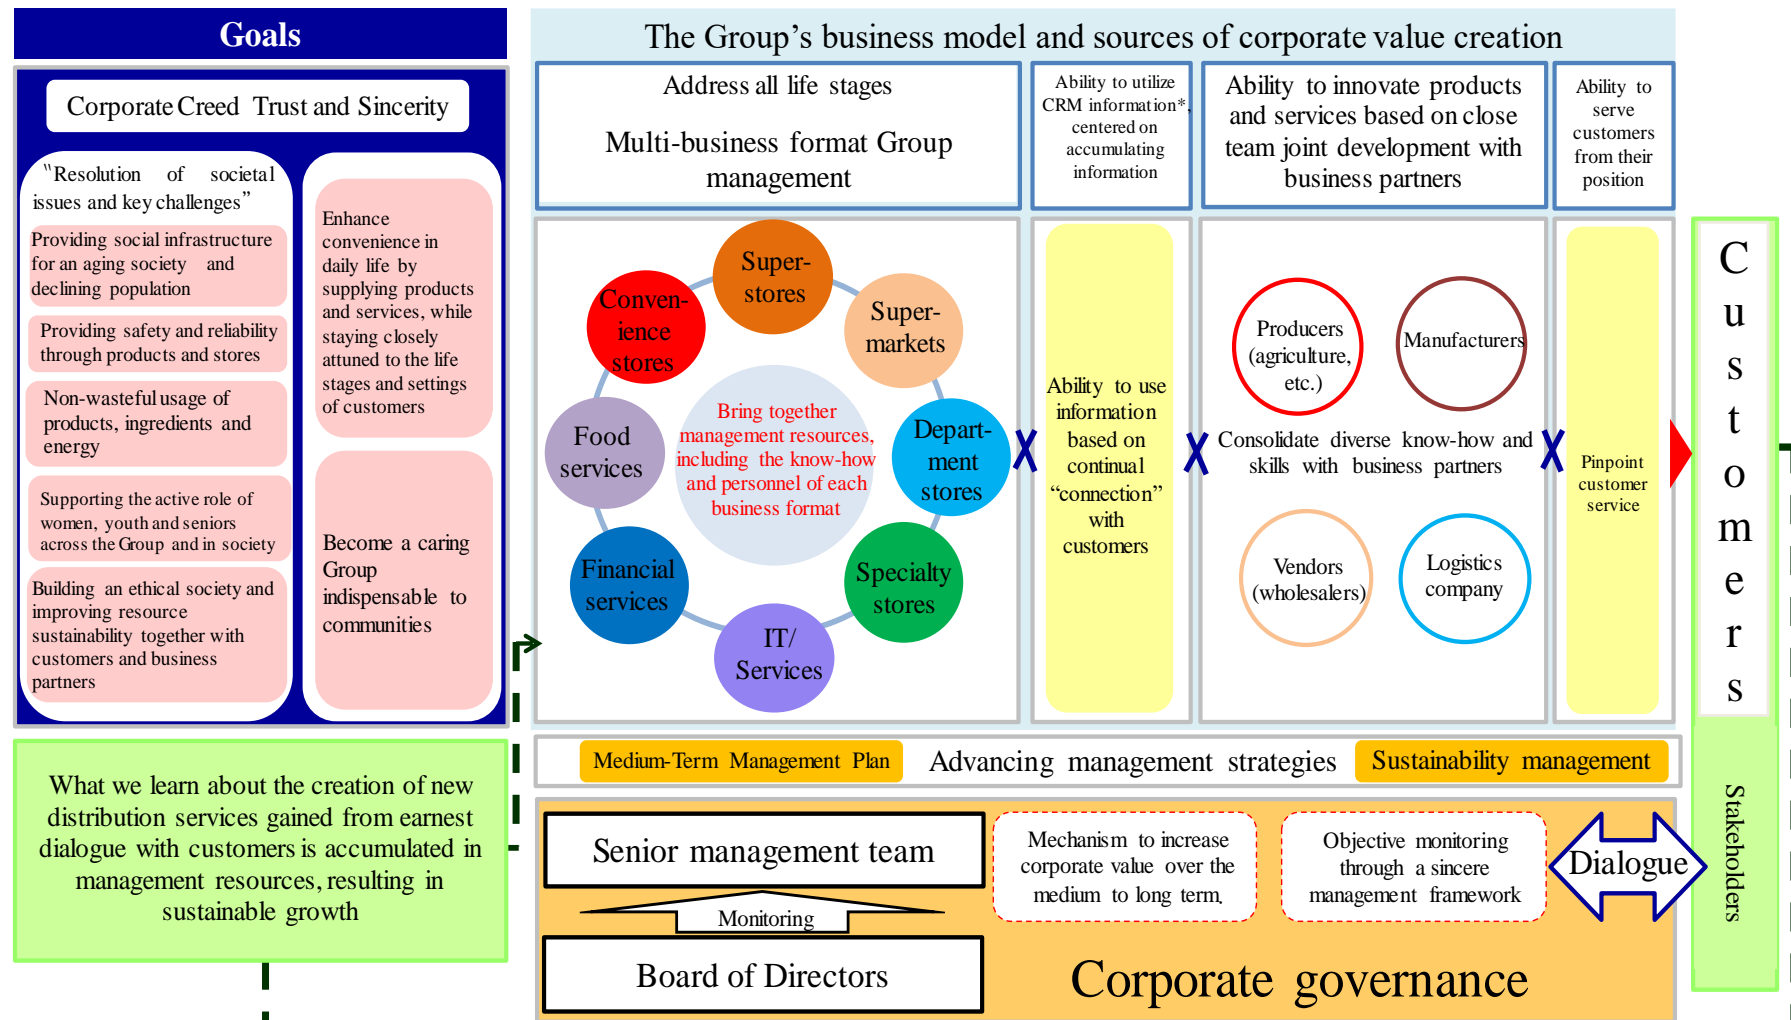 Goals
Corporate Creed Trust and Sincerity
‟Resolution of societal
issues and key challenges”
Providing social infrastructure
for an aging society and
declining population
Providing safety and reliability
through products and stores
Non-wasteful usage of
products, ingredients and
energy
Supporting the active role of
women, youth and seniors
across the Group and in society
Building an ethical society and
improving resource
sustainability together with
customers and business
partners
Enhance
convenience in
daily life by
supplying products
and services, while
staying closely
attuned to the life
stages and settings
of customers
Become a caring
Group
indispensable to
communities
What we learn about the creation of new
distribution services gained from earnest
dialogue with customers is accumulated in
management resources, resulting in
sustainable growth
The Group’s business model and sources of corporate value creation
Address all life stages
Multi-business format Group
management
Ability to utilize
CRM information*,
centered on
accumulating
information
Ability to innovate products
and services based on close
team joint development with
business partners
Ability to
serve
customers
from their
position
Super-
stores
Conven-
ience
stores
Super-
markets
Food
services
Bring together
management resources,
including the know-how
and personnel of each
business format
Depart-
ment
stores
Financial
services
Specialty
stores
IT/
Services
Ability to use
information
based on
continual
“connection”
with
customers
Producers
(agriculture,
etc.)
Manufacturers
Consolidate diverse know-how and
skills with business partners
Vendors
(wholesalers)
Logistics
company
Pinpoint
customer
service
Customers
Stakeholders
Medium-Term Management Plan
Advancing management strategies
Sustainability management
Senior management team
Monitoring
Board of Directors
Mechanism to increase
corporate value over the
medium to long term.
Objective monitoring
through a sincere
management framework
Dialogue
Corporate governance